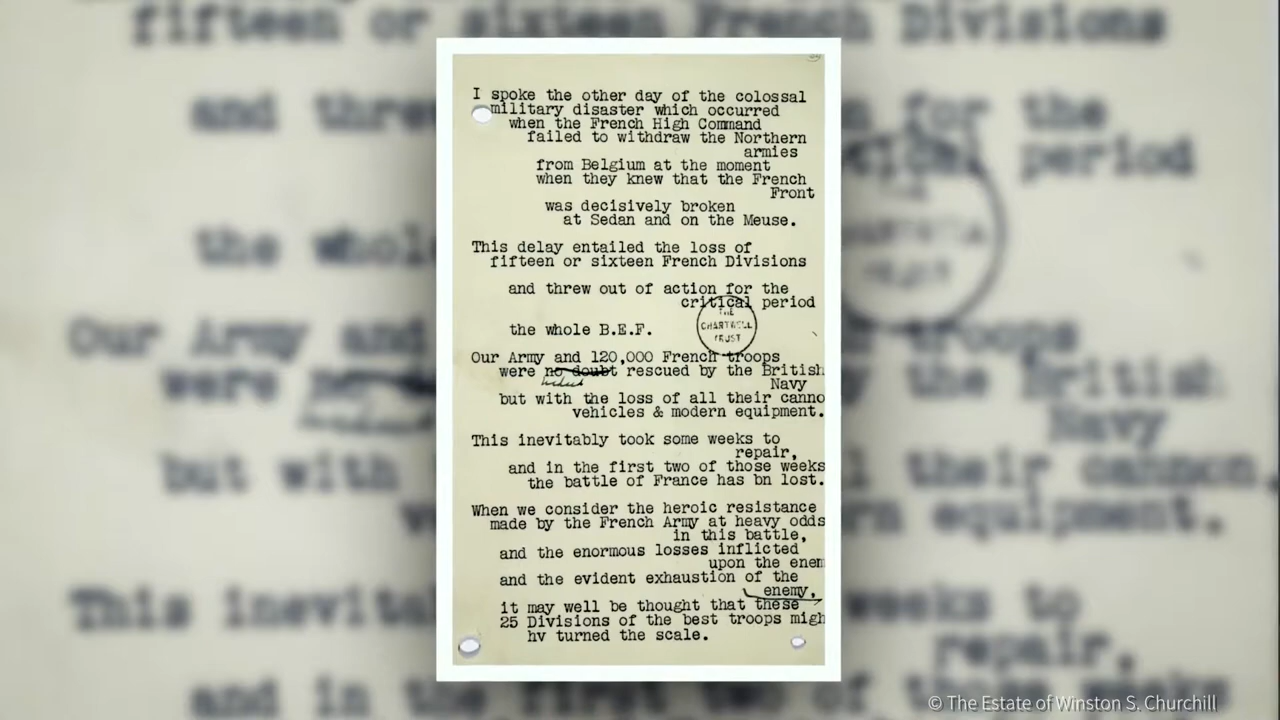 I spoke the other day of the colossal
military disaster which occurred
when the French High Command
failed to withdraw the Northern
armies
from Belgium at the moment
when they knew that the French
Front
was decisively broken
at Sedan and on the Meuse.
This delay entailed the loss of
fifteen or sixteen French Divisions
and threw out of action for the
critical period
THE
CHARTWELL
TRUST
the whole B.E.F.
Our Army and 120,000 French troops
were no doubt rescued by the British
Navy
but with the loss of all their canno
vehicles & modern equipment.
This inevitably took some weeks to
repair,
and in the first two of those weeks
the battle of France has bn lost.
When we consider the heroic resistance
made by the French Army at heavy odds
in this battle,
and the enormous losses inflicted
upon the enem
and the evident exhaustion of the
enemy,
it may well be thought that these
25 Divisions of the best troops migh
hv turned the scale.
© The Estate of Winston S. Churchill